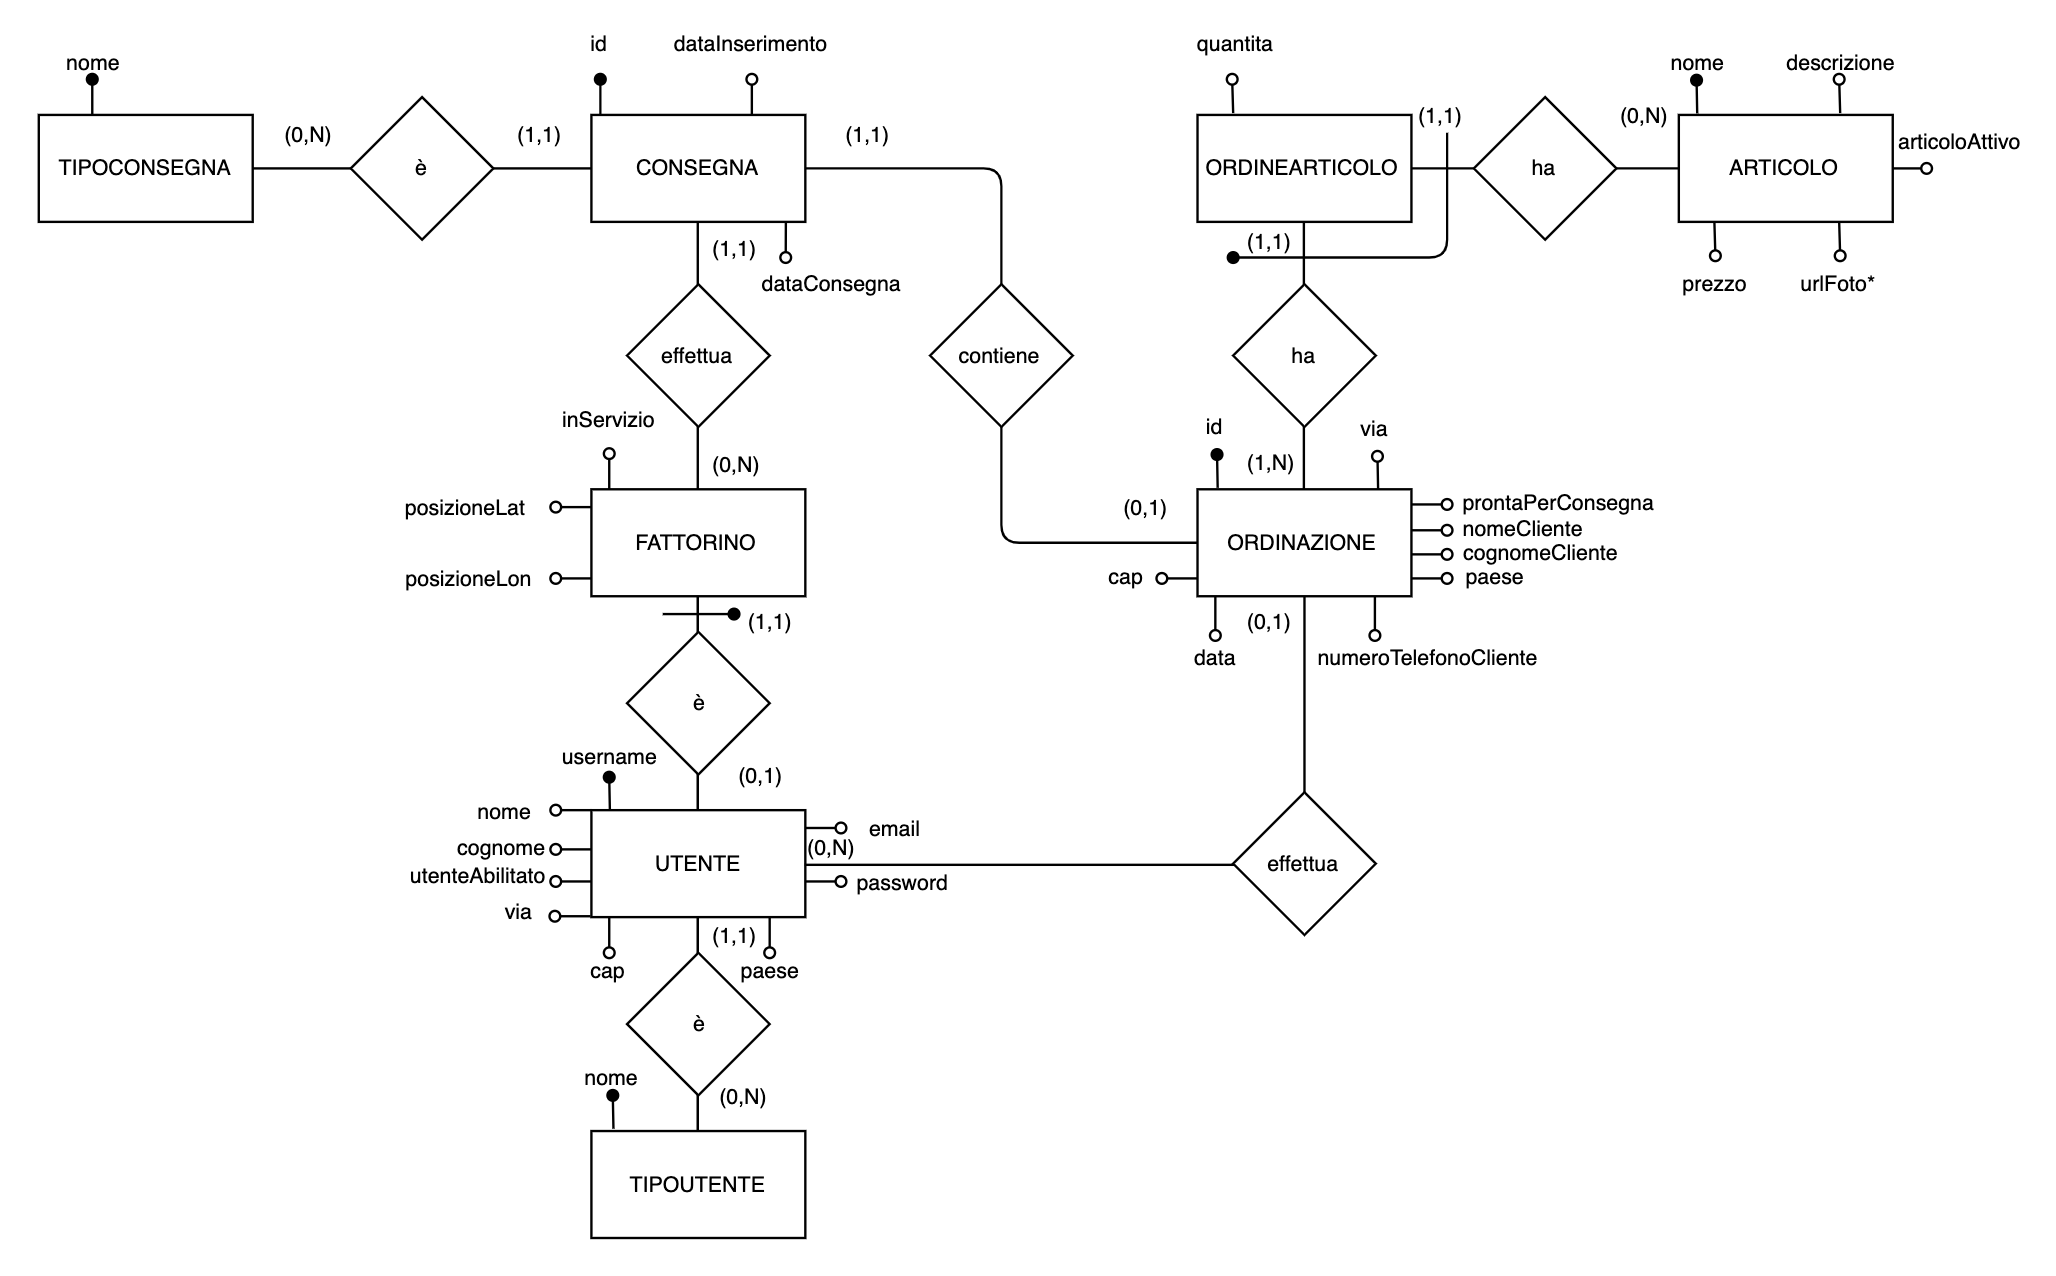 nome
id
dataInserimento
quantita
nome
descrizione
TIPOCONSEGNA
(0,N)
è
(1,1)
CONSEGNA
(1,1)
ORDINEARTICOLO
(1,1)
ha
(0,N)
ARTICOLO
articoloAttivo
(1,1)
dataConsegna
(1,1)
prezzo
urlFoto*
effettua
contiene
ha
inServizio
(0,N)
id
(1,N)
via
posizioneLat
FATTORINO
posizioneLon
(0,1)
ORDINAZIONE
prontaPerConsegna
nomeCliente
cognomeCliente
paese
cap
(1,1)
(0,1)
data
numeroTelefonoCliente
è
username
(0,1)
nome
cognome
utenteAbilitato
via
UTENTE
email
(0,N)
password
effettua
(1,1)
cap
paese
è
nome
(0,N)
TIPOUTENTE